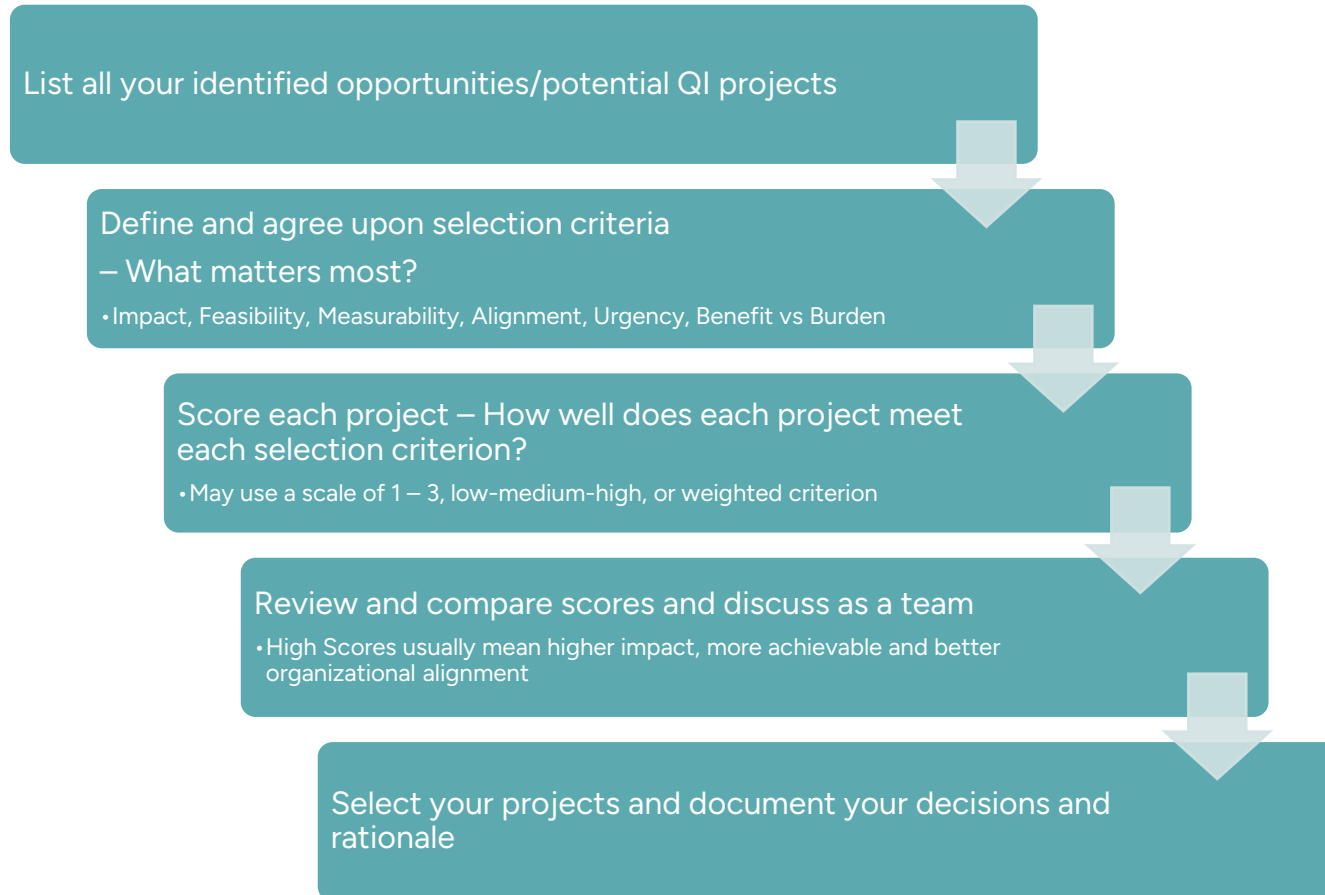 List all your identified opportunities/potential QI projects
Define and agree upon selection criteria
– What matters most?
•Impact, Feasibility, Measurability, Alignment, Urgency, Benefit vs Burden
Score each project – How well does each project meet
each selection criterion?
•May use a scale of 1 – 3, low-medium-high, or weighted criterion
Review and compare scores and discuss as a team
•High Scores usually mean higher impact, more achievable and better
organizational alignment
Select your projects and document your decisions and
rationale